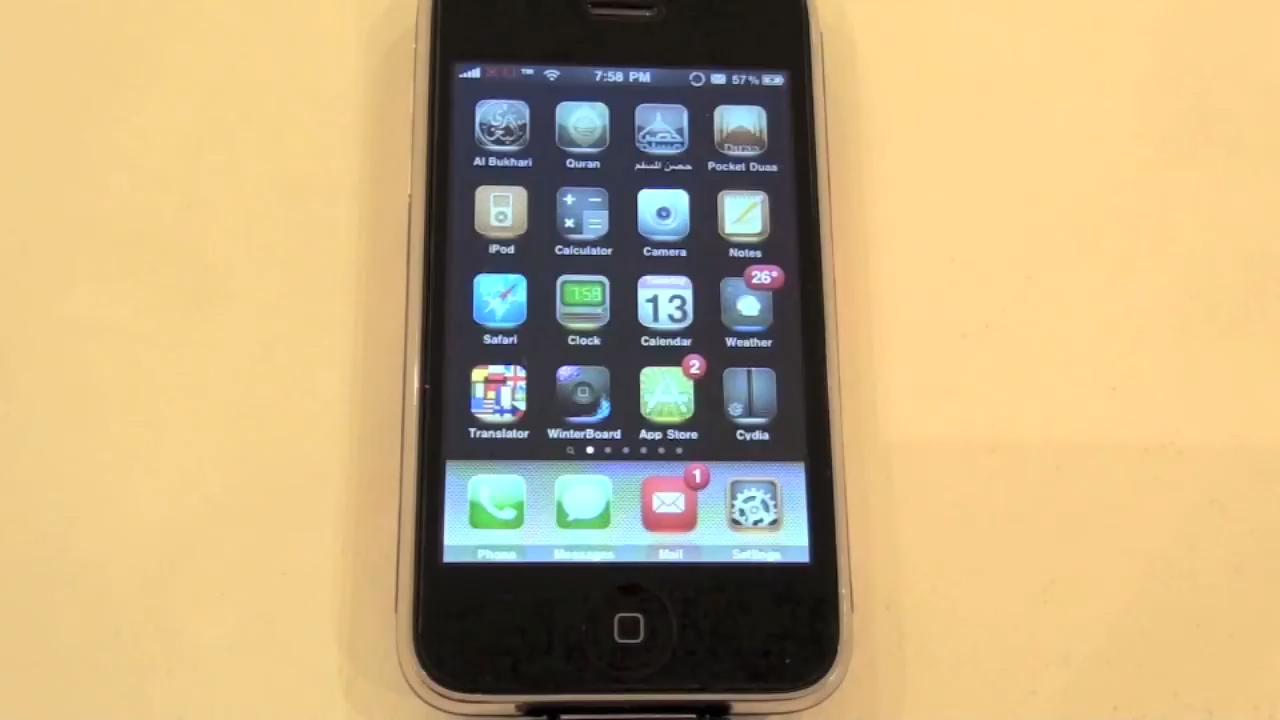 7:58 PM 57%
Al Bukhari Quran حصن المسلم Pocket Duaa
iPod Calculator Camera Notes
26°
7:58 Tuesday 13
Safari Clock Calendar Weather
2
Translator WinterBoard App Store Cydia
1
Phone Messages Mail Settings